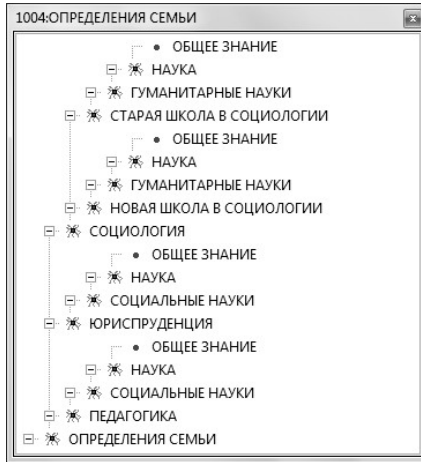 1004:ОПРЕДЕЛЕНИЯ СЕМЬИ
ОБЩЕЕ ЗНАНИЕ
НАУКА
ГУМАНИТАРНЫЕ НАУКИ
СТАРАЯ ШКОЛА В СОЦИОЛОГИИ
ОБЩЕЕ ЗНАНИЕ
НАУКА
ГУМАНИТАРНЫЕ НАУКИ
НОВАЯ ШКОЛА В СОЦИОЛОГИИ
СОЦИОЛОГИЯ
ОБЩЕЕ ЗНАНИЕ
НАУКА
СОЦИАЛЬНЫЕ НАУКИ
ЮРИСПРУДЕНЦИЯ
ОБЩЕЕ ЗНАНИЕ
НАУКА
СОЦИАЛЬНЫЕ НАУКИ
ПЕДАГОГИКА
ОПРЕДЕЛЕНИЯ СЕМЬИ